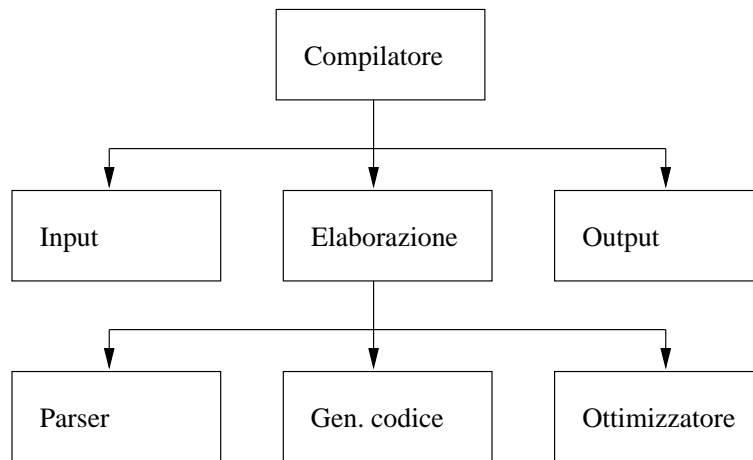 Compilatore
Input
Elaborazione
Output
Parser
Gen. codice
Ottimizzatore